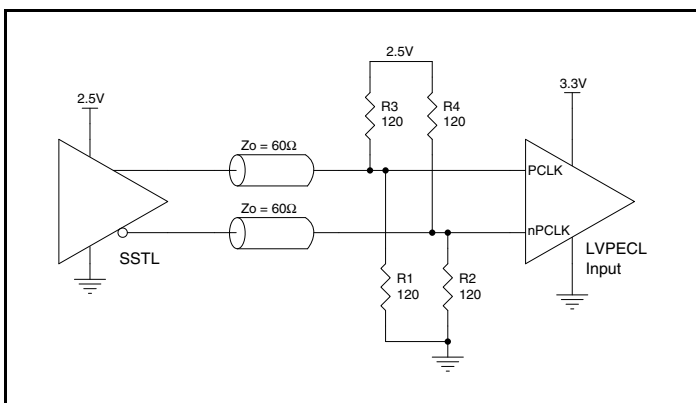 2.5V
2.5V
3.3V
R3
120
R4
120
Zo = 60Ω
PCLK
Zo = 60Ω
nPCLK
SSTL
LVPECL
Input
R1
120
R2
120